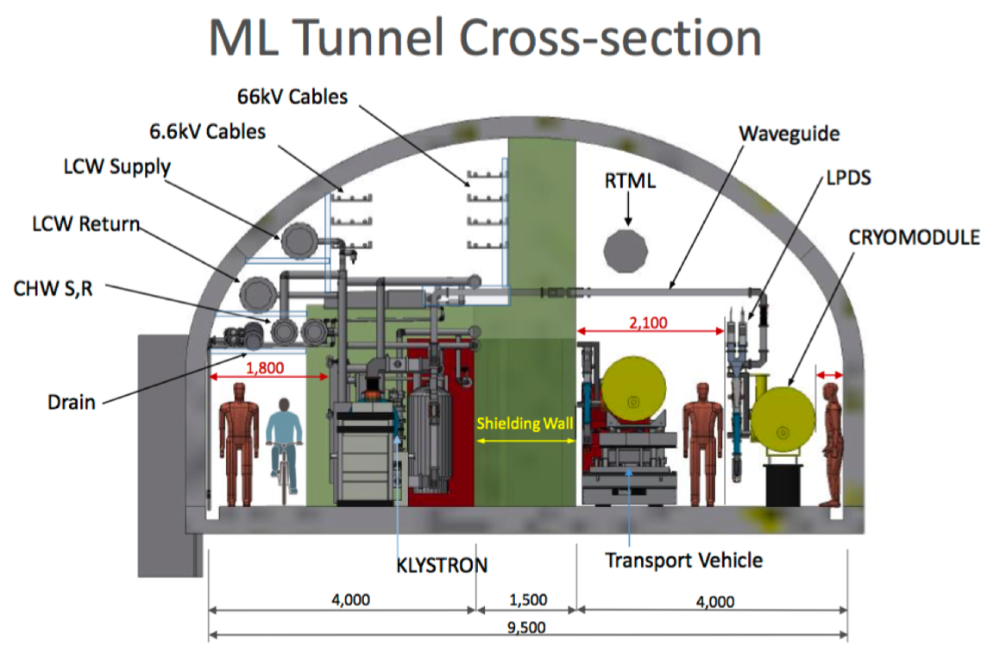 ML Tunnel Cross-section
66kV Cables
6.6kV Cables
Waveguide
LCW Supply
RTML
LPDS
LCW Return
CRYOMODULE
CHW S,R
2,100
1,800
Drain
Shielding Wall
KLYSTRON
Transport Vehicle
4,000
1,500
4,000
9,500